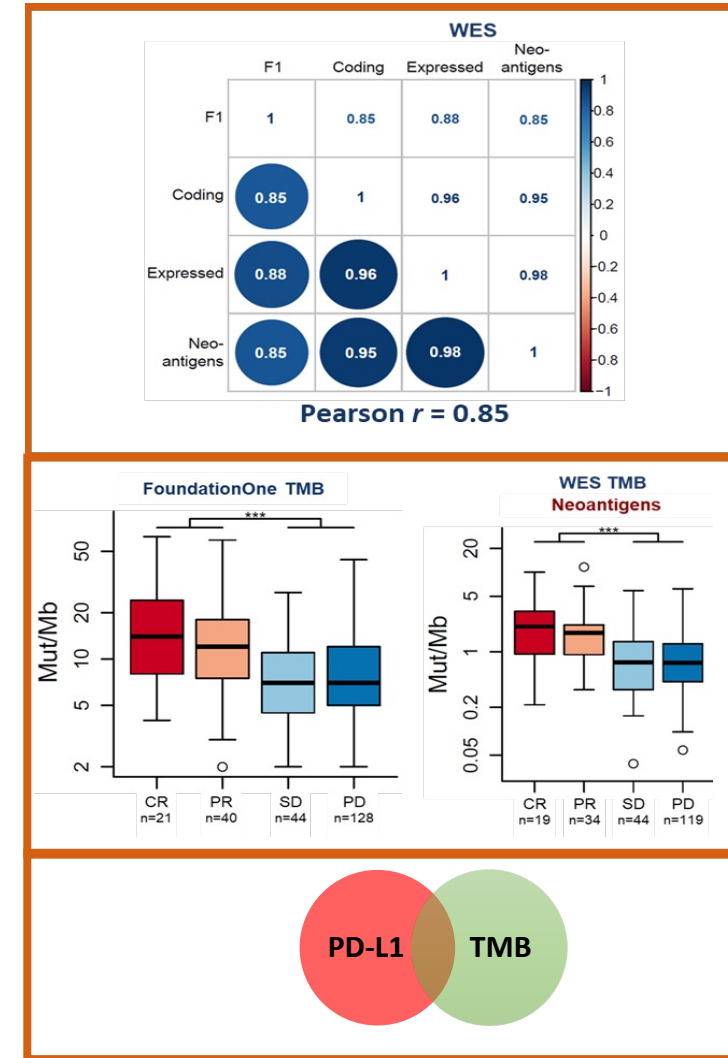 WES
F1 Coding Expressed Neo-
antigens
F1 1 0.85 0.88 0.85
Coding 0.85 1 0.96 0.95
Expressed 0.88 0.96 1 0.98
Neo-
antigens 0.85 0.95 0.98 1
1
0.8
0.6
0.4
0.2
0
-0.2
-0.4
-0.6
-0.8
-1
Pearson r = 0.85
FoundationOne TMB
***
Mut/Mb
50
20
10
5
2
CR PR SD PD
n=21 n=40 n=44 n=128
WES TMB
Neoantigens
***
Mut/Mb
20
5
1
0.2
0.05
CR PR SD PD
n=19 n=34 n=44 n=119
PD-L1 TMB